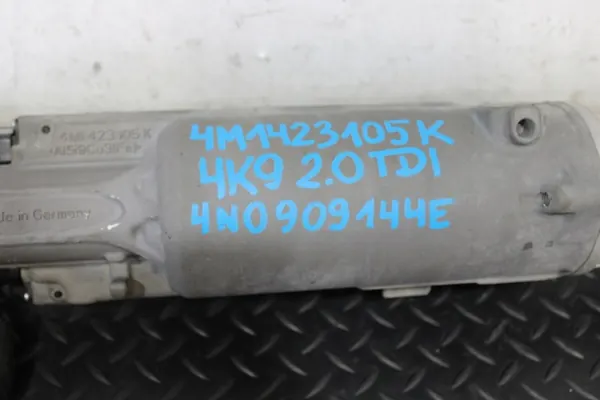 4M1423105K
4M1423105K
4K9 2.0TDI
4N0909144E
de in Germany